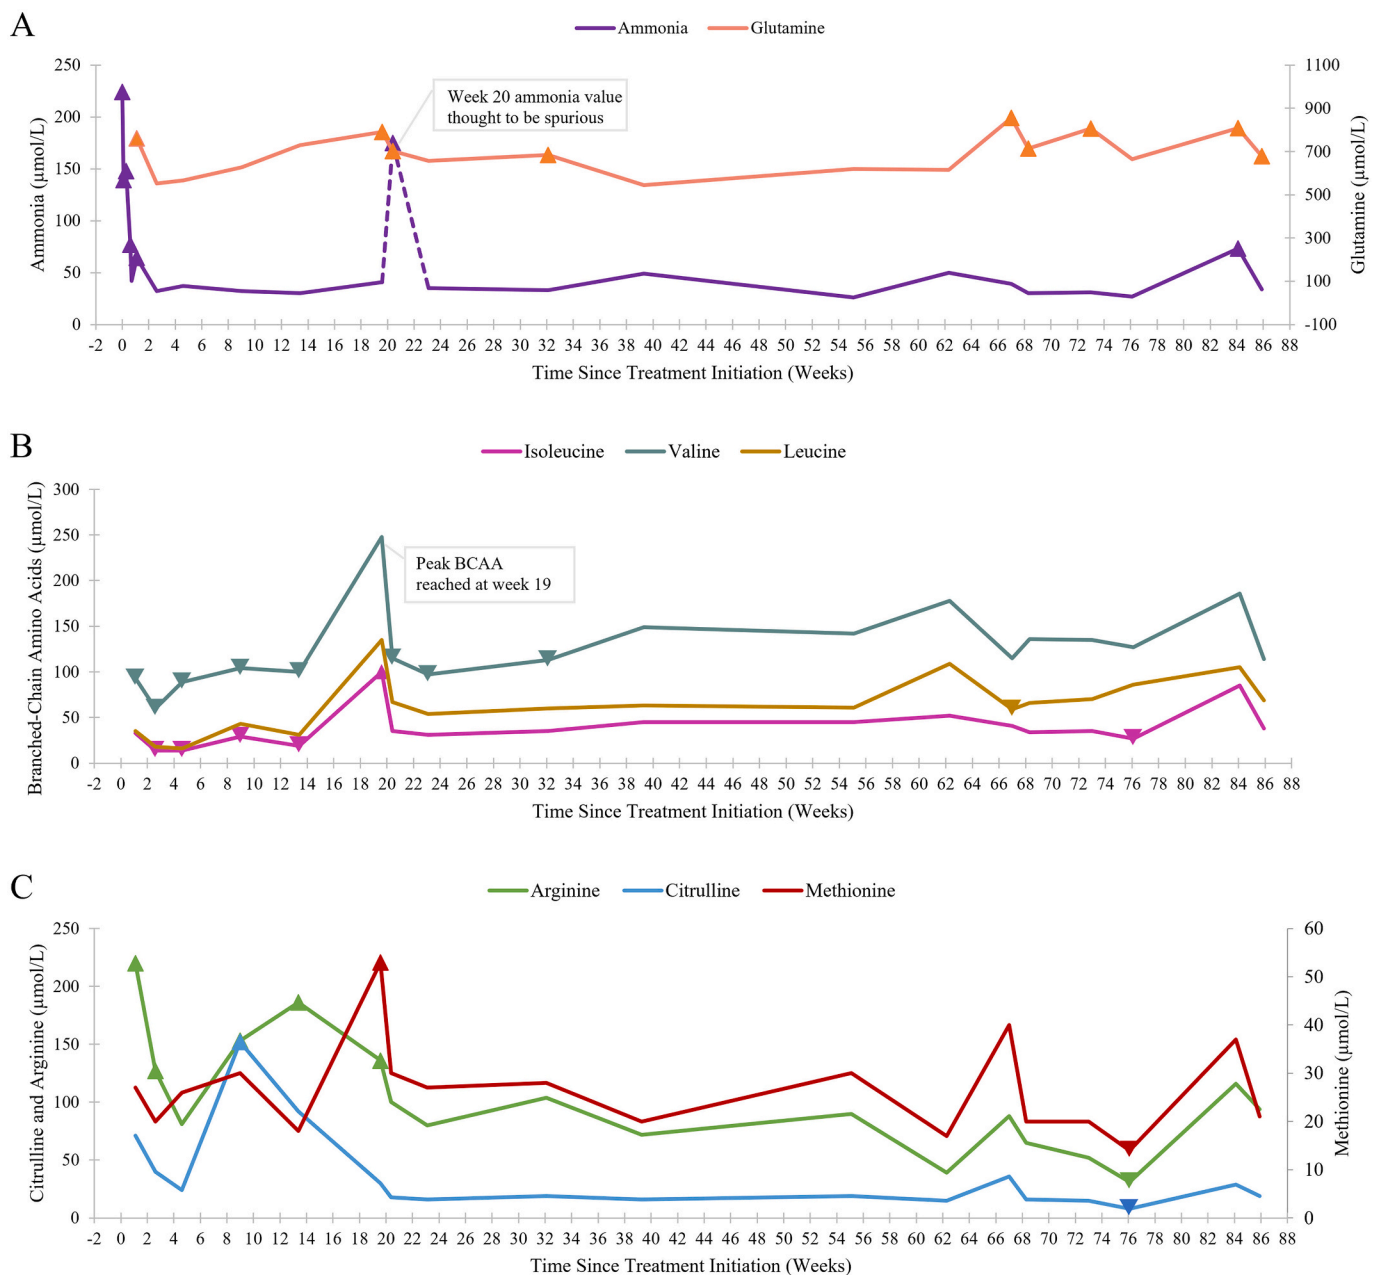 A
Ammonia Glutamine
250 1100
200 900
150 700
100 500
50 300
0 100
-100
Ammonia (µmol/L)
Glutamine (µmol/L)
Week 20 ammonia value
thought to be spurious
-2 0 2 4 6 8 10 12 14 16 18 20 22 24 26 28 30 32 34 36 38 40 42 44 46 48 50 52 54 56 58 60 62 64 66 68 70 72 74 76 78 80 82 84 86 88
Time Since Treatment Initiation (Weeks)
B
Isoleucine Valine Leucine
300
250
200
150
100
50
0
Branched-Chain Amino Acids (µmol/L)
Peak BCAA
reached at week 19
-2 0 2 4 6 8 10 12 14 16 18 20 22 24 26 28 30 32 34 36 38 40 42 44 46 48 50 52 54 56 58 60 62 64 66 68 70 72 74 76 78 80 82 84 86 88
Time Since Treatment Initiation (Weeks)
C
Arginine Citrulline Methionine
250 60
200 50
150 40
100 30
50 20
0 10
0
Citrulline and Arginine (µmol/L)
Methionine (µmol/L)
-2 0 2 4 6 8 10 12 14 16 18 20 22 24 26 28 30 32 34 36 38 40 42 44 46 48 50 52 54 56 58 60 62 64 66 68 70 72 74 76 78 80 82 84 86 88
Time Since Treatment Initiation (Weeks)